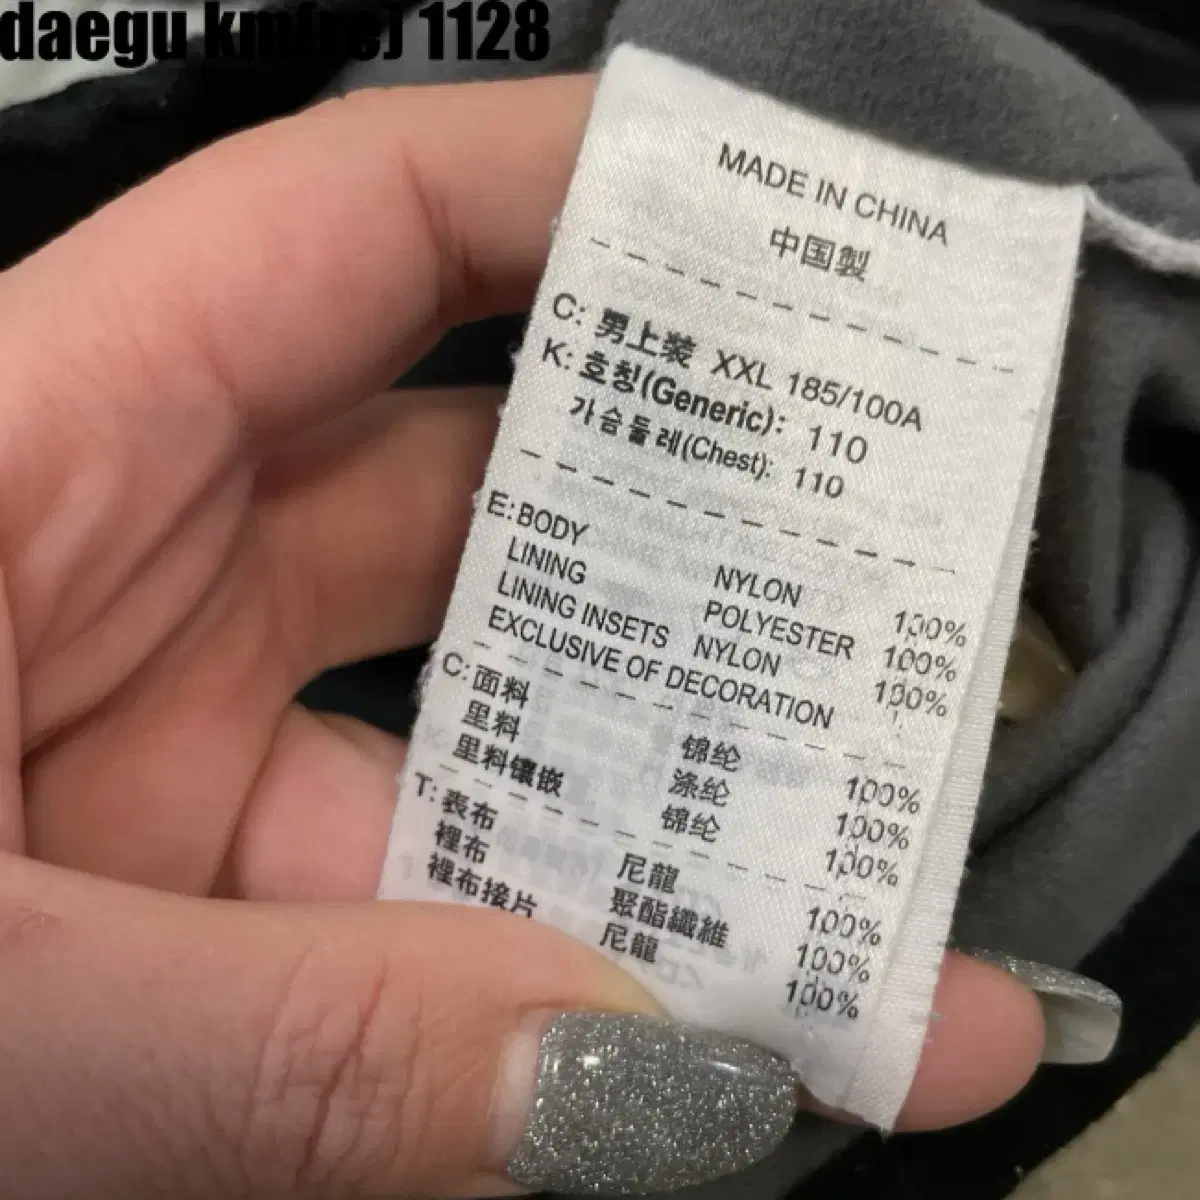 daegu km(je) 1128
MADE IN CHINA
中国製
C: 男上装 XXL 185/100A
K: 호칭(Generic): 110
가슴둘레(Chest): 110
E: BODY NYLON 100%
LINING POLYESTER 100%
LINING INSETS NYLON 100%
EXCLUSIVE OF DECORATION
C: 面料 锦纶 100%
里料 涤纶 100%
里料镶嵌 锦纶 100%
T: 表布 尼龍 100%
裡布 聚酯纖維 100%
裡布接片 尼龍 100%